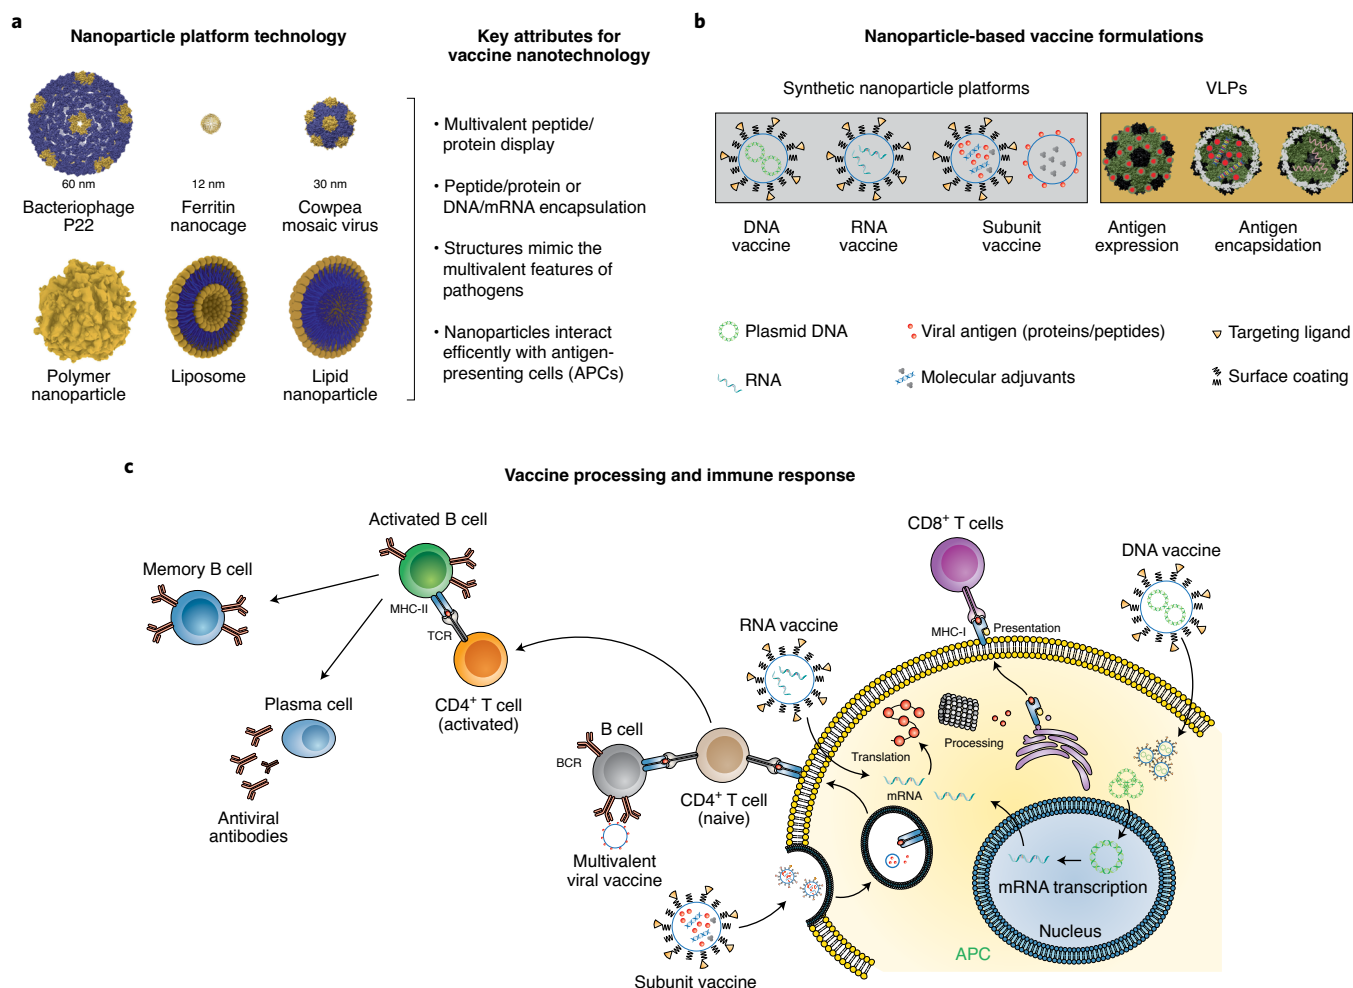 a
Nanoparticle platform technology
60 nm
Bacteriophage
P22
12 nm
Ferritin
nanocage
30 nm
Cowpea
mosaic virus
Polymer
nanoparticle
Liposome
Lipid
nanoparticle
Key attributes for
vaccine nanotechnology
• Multivalent peptide/
protein display
• Peptide/protein or
DNA/mRNA encapsulation
• Structures mimic the
multivalent features of
pathogens
• Nanoparticles interact
efficently with antigen-
presenting cells (APCs)
b
Nanoparticle-based vaccine formulations
Synthetic nanoparticle platforms
VLPs
DNA
vaccine
RNA
vaccine
Subunit
vaccine
Antigen
expression
Antigen
encapsidation
Plasmid DNA
Viral antigen (proteins/peptides)
Targeting ligand
RNA
Molecular adjuvants
Surface coating
c
Vaccine processing and immune response
Activated B cell
Memory B cell
MHC-II
TCR
CD4⁺ T cell
(activated)
Plasma cell
Antiviral
antibodies
B cell
BCR
CD4⁺ T cell
(naive)
Multivalent
viral vaccine
Subunit vaccine
RNA vaccine
CD8⁺ T cells
MHC-I
Presentation
DNA vaccine
Translation
Processing
mRNA
mRNA transcription
Nucleus
APC